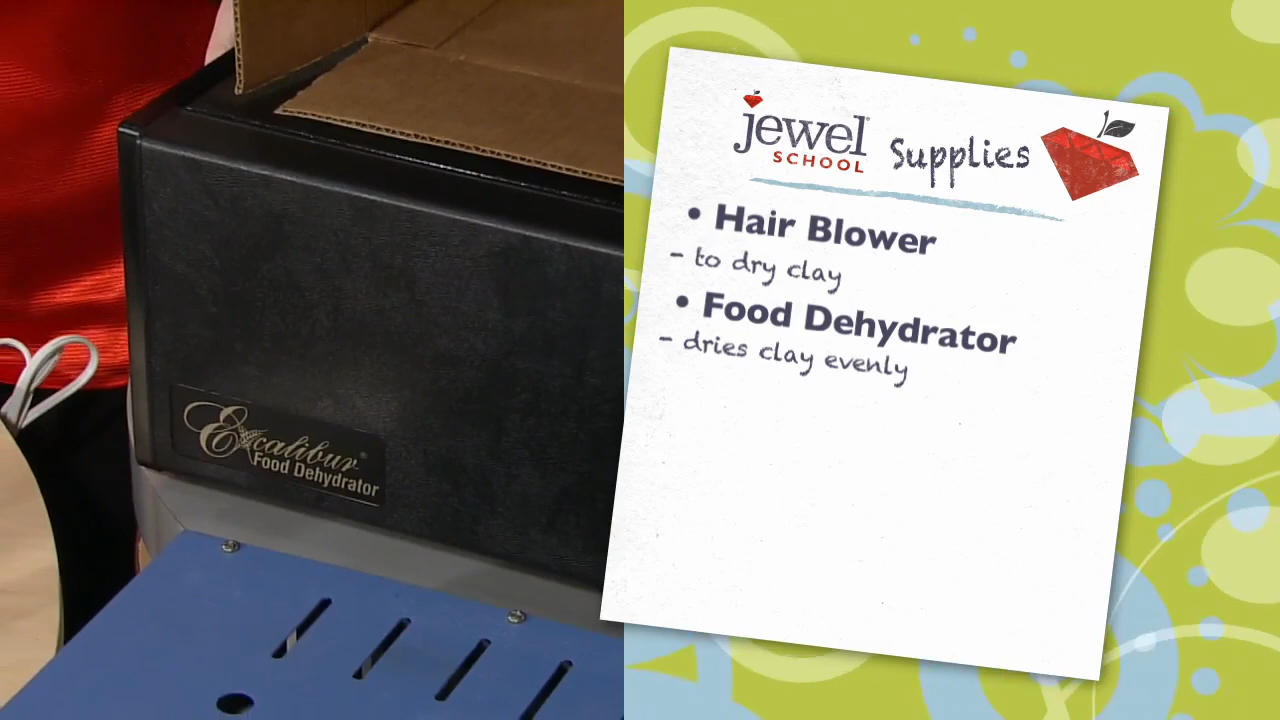 Excalibur®
Food Dehydrator
jewel®
SCHOOL
Supplies
• Hair Blower
- to dry clay
• Food Dehydrator
- dries clay evenly